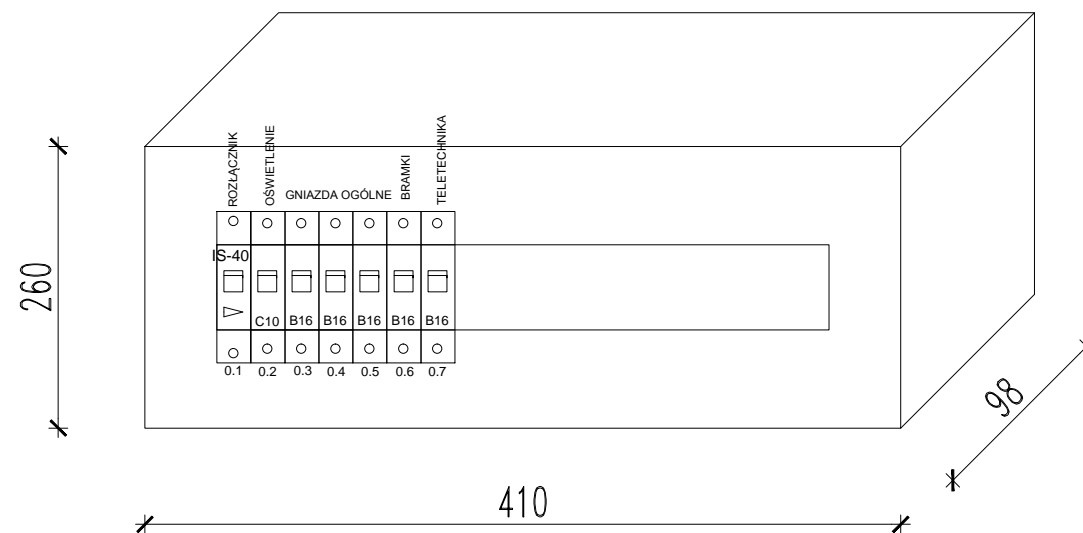 ROZŁĄCZNIK
OŚWIETLENIE
GNIAZDA OGÓLNE
BRAMKI
TELETECHNIKA
IS-40
C10 B16 B16 B16 B16 B16
0.1 0.2 0.3 0.4 0.5 0.6 0.7
260
98
410